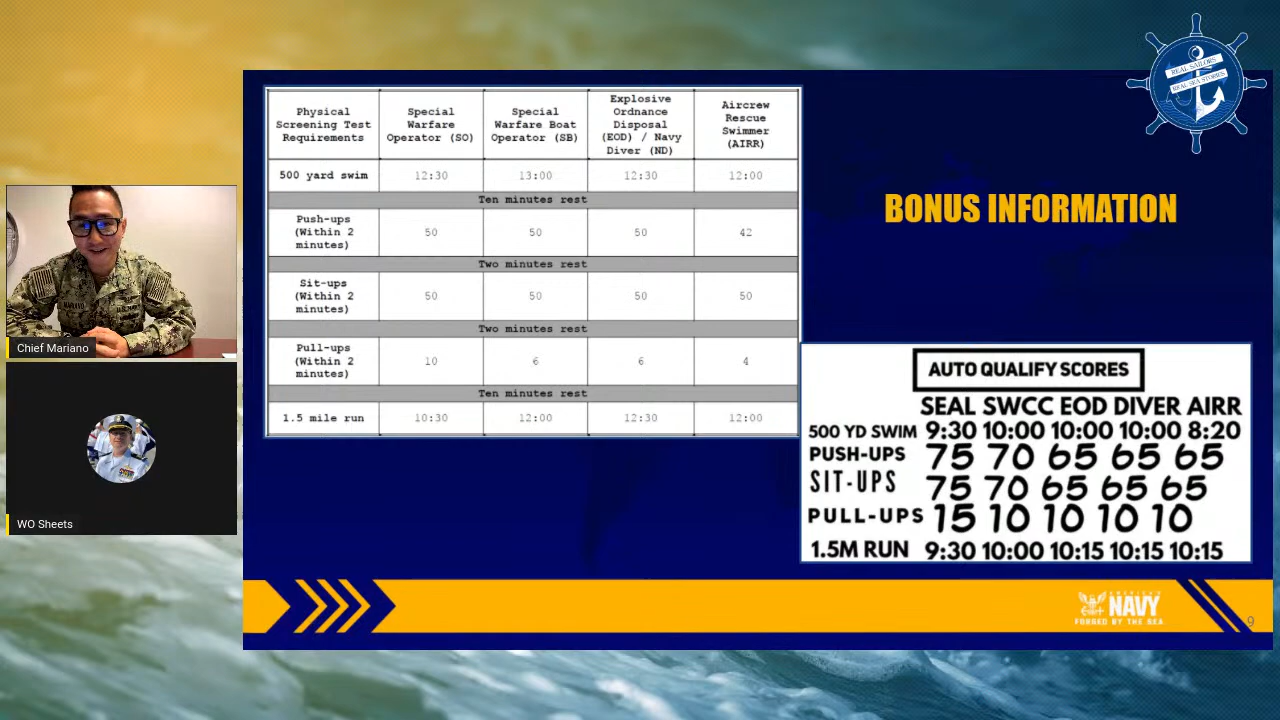 REAL SAILORS
REAL SEA STORIES
Physical Screening Test Requirements | Special Warfare Operator (SO) | Special Warfare Boat Operator (SB) | Explosive Ordnance Disposal (EOD) / Navy Diver (ND) | Aircrew Rescue Swimmer (AIRR)
500 yard swim | 12:30 | 13:00 | 12:30 | 12:00
Ten minutes rest
Push-ups (Within 2 minutes) | 50 | 50 | 50 | 42
Two minutes rest
Sit-ups (Within 2 minutes) | 50 | 50 | 50 | 50
Two minutes rest
Pull-ups (Within 2 minutes) | 10 | 6 | 6 | 4
Ten minutes rest
1.5 mile run | 10:30 | 12:00 | 12:30 | 12:00
BONUS INFORMATION
AUTO QUALIFY SCORES
SEAL SWCC EOD DIVER AIRR
500 YD SWIM 9:30 10:00 10:00 10:00 8:20
PUSH-UPS 75 70 65 65 65
SIT-UPS 75 70 65 65 65
PULL-UPS 15 10 10 10 10
1.5M RUN 9:30 10:00 10:15 10:15 10:15
Chief Mariano
WO Sheets
AMERICA'S
NAVY
FORGED BY THE SEA
9